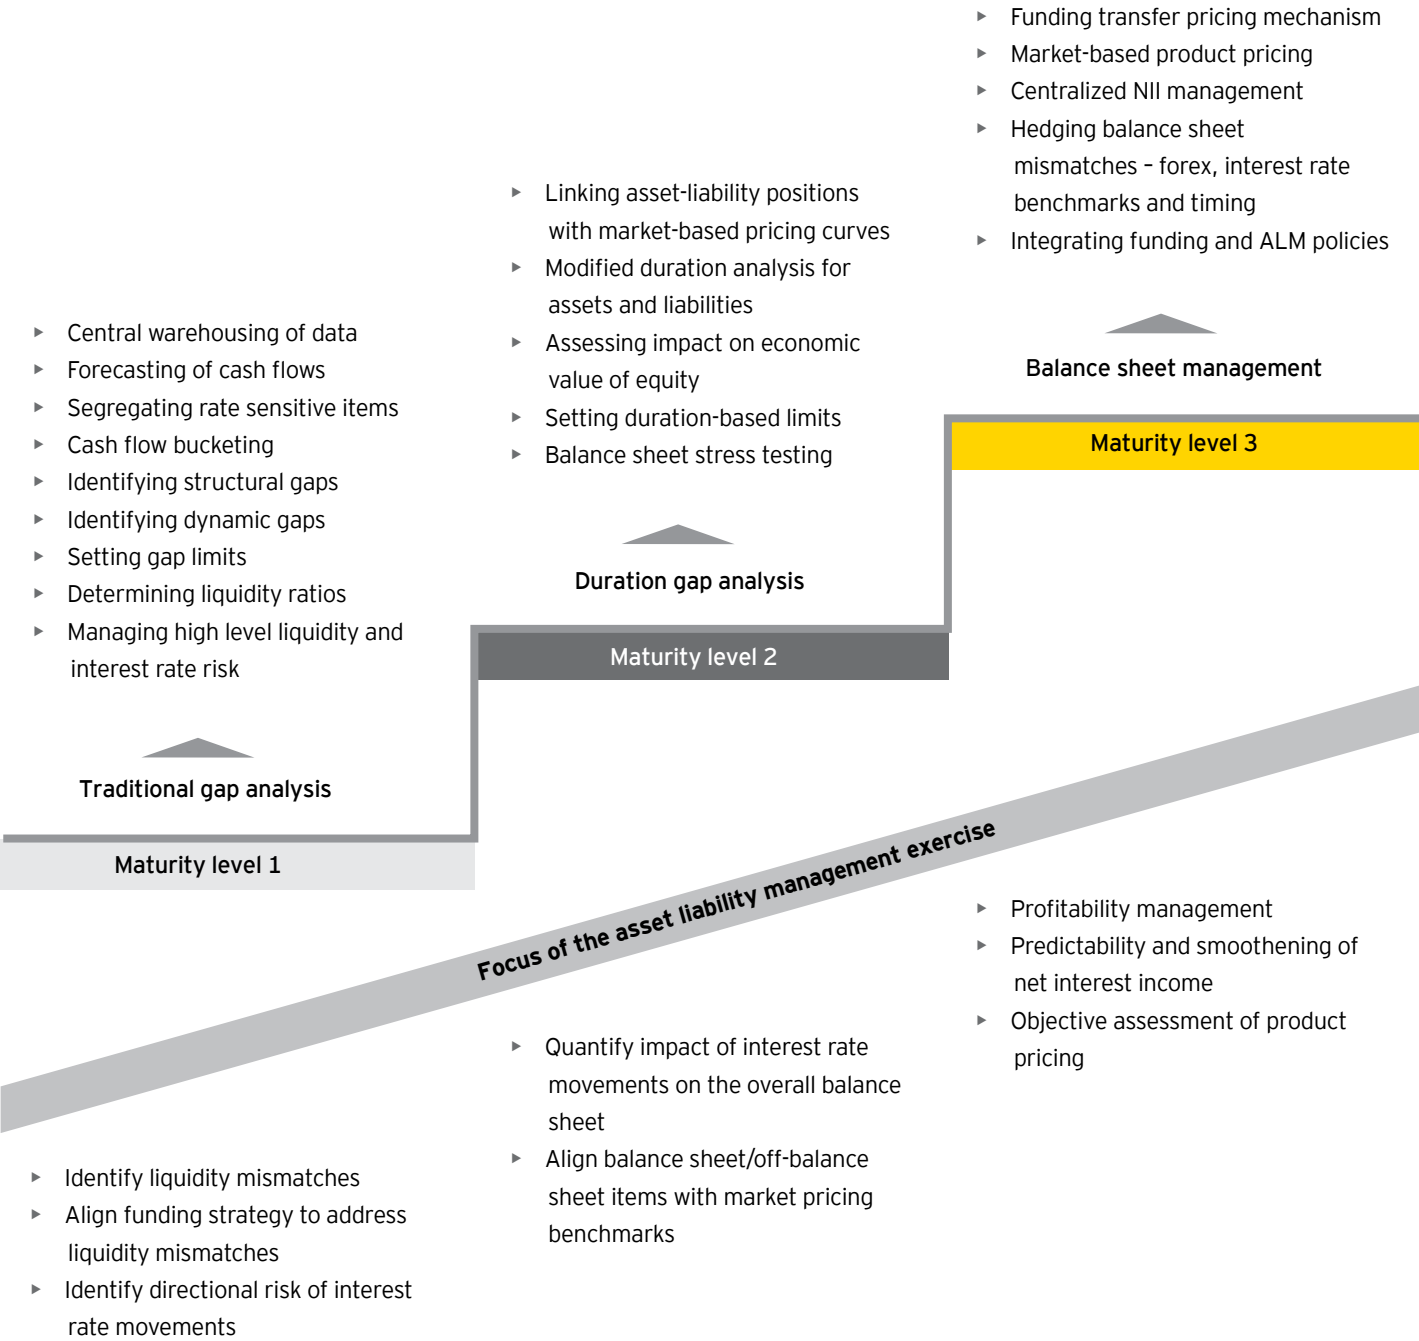 ▸ Funding transfer pricing mechanism
▸ Market-based product pricing
▸ Centralized NII management
▸ Hedging balance sheet
mismatches – forex, interest rate
benchmarks and timing
▸ Integrating funding and ALM policies
Balance sheet management
Maturity level 3
▸ Linking asset-liability positions
with market-based pricing curves
▸ Modified duration analysis for
assets and liabilities
▸ Assessing impact on economic
value of equity
▸ Setting duration-based limits
▸ Balance sheet stress testing
Duration gap analysis
Maturity level 2
▸ Central warehousing of data
▸ Forecasting of cash flows
▸ Segregating rate sensitive items
▸ Cash flow bucketing
▸ Identifying structural gaps
▸ Identifying dynamic gaps
▸ Setting gap limits
▸ Determining liquidity ratios
▸ Managing high level liquidity and
interest rate risk
Traditional gap analysis
Maturity level 1
Focus of the asset liability management exercise
▸ Identify liquidity mismatches
▸ Align funding strategy to address
liquidity mismatches
▸ Identify directional risk of interest
rate movements
▸ Quantify impact of interest rate
movements on the overall balance
sheet
▸ Align balance sheet/off-balance
sheet items with market pricing
benchmarks
▸ Profitability management
▸ Predictability and smoothening of
net interest income
▸ Objective assessment of product
pricing